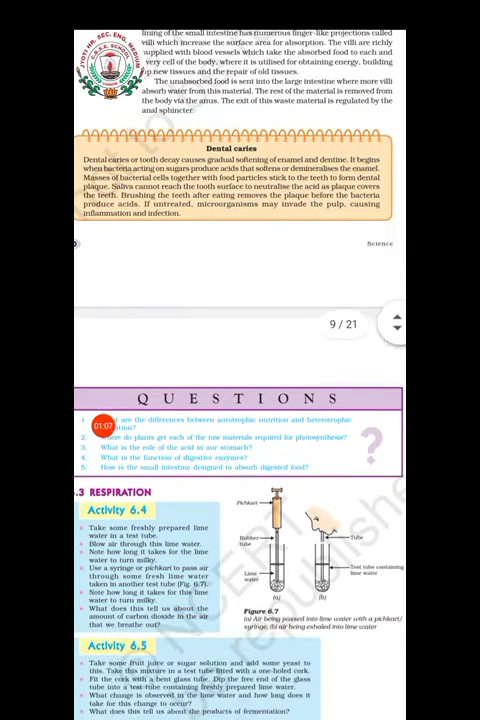 lining of the small intestine has numerous finger-like projections called
villi which increase the surface area for absorption. The villi are richly
supplied with blood vessels which take the absorbed food to each and
every cell of the body, where it is utilised for obtaining energy, building
up new tissues and the repair of old tissues.
The unabsorbed food is sent into the large intestine where more villi
absorb water from this material. The rest of the material is removed from
the body via the anus. The exit of this waste material is regulated by the
anal sphincter.
JYOTI HR. SEC. ENG. MEDIUM
C.B.S.E. SCHOOL
Dental caries
Dental caries or tooth decay causes gradual softening of enamel and dentine. It begins
when bacteria acting on sugars produce acids that softens or demineralises the enamel.
Masses of bacterial cells together with food particles stick to the teeth to form dental
plaque. Saliva cannot reach the tooth surface to neutralise the acid as plaque covers
the teeth. Brushing the teeth after eating removes the plaque before the bacteria
produce acids. If untreated, microorganisms may invade the pulp, causing
inflammation and infection.
Science
9 / 21
QUESTIONS
1. are the differences between autotrophic nutrition and heterotrophic
01:07
2. Where do plants get each of the raw materials required for photosynthesis?
3. What is the role of the acid in our stomach?
4. What is the function of digestive enzymes?
5. How is the small intestine designed to absorb digested food?
?
.3 RESPIRATION
Activity 6.4
Take some freshly prepared lime
water in a test tube.
Blow air through this lime water.
Note how long it takes for the lime
water to turn milky.
Use a syringe or pichkari to pass air
through some fresh lime water
taken in another test tube (Fig. 6.7).
Note how long it takes for this lime
water to turn milky.
What does this tell us about the
amount of carbon dioxide in the air
that we breathe out?
Pichkari
Rubber
tube
Lime
water
Tube
Test tube containing
lime water
(a) (b)
Figure 6.7
(a) Air being passed into lime water with a pichkari/
syringe, (b) air being exhaled into lime water
Activity 6.5
Take some fruit juice or sugar solution and add some yeast to
this. Take this mixture in a test tube fitted with a one-holed cork.
Fit the cork with a bent glass tube. Dip the free end of the glass
tube into a test tube containing freshly prepared lime water.
What change is observed in the lime water and how long does it
take for this change to occur?
What does this tell us about the products of fermentation?